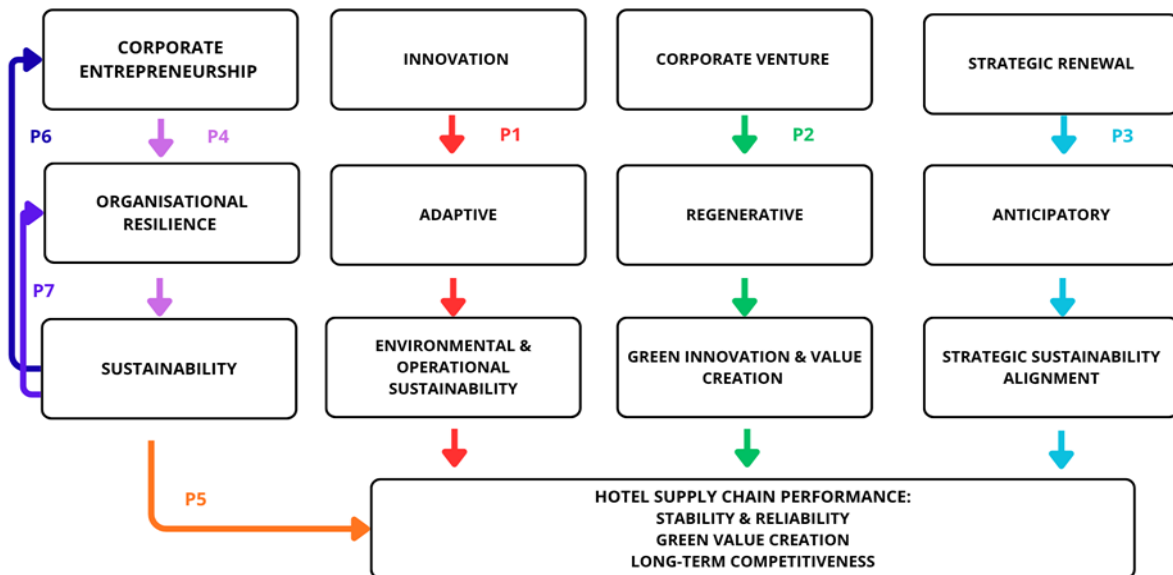 CORPORATE
ENTREPRENEURSHIP
INNOVATION
CORPORATE VENTURE
STRATEGIC RENEWAL
P6
P4
P1
P2
P3
ORGANISATIONAL
RESILIENCE
ADAPTIVE
REGENERATIVE
ANTICIPATORY
P7
SUSTAINABILITY
ENVIRONMENTAL &
OPERATIONAL
SUSTAINABILITY
GREEN INNOVATION & VALUE
CREATION
STRATEGIC SUSTAINABILITY
ALIGNMENT
P5
HOTEL SUPPLY CHAIN PERFORMANCE:
STABILITY & RELIABILITY
GREEN VALUE CREATION
LONG-TERM COMPETITIVENESS